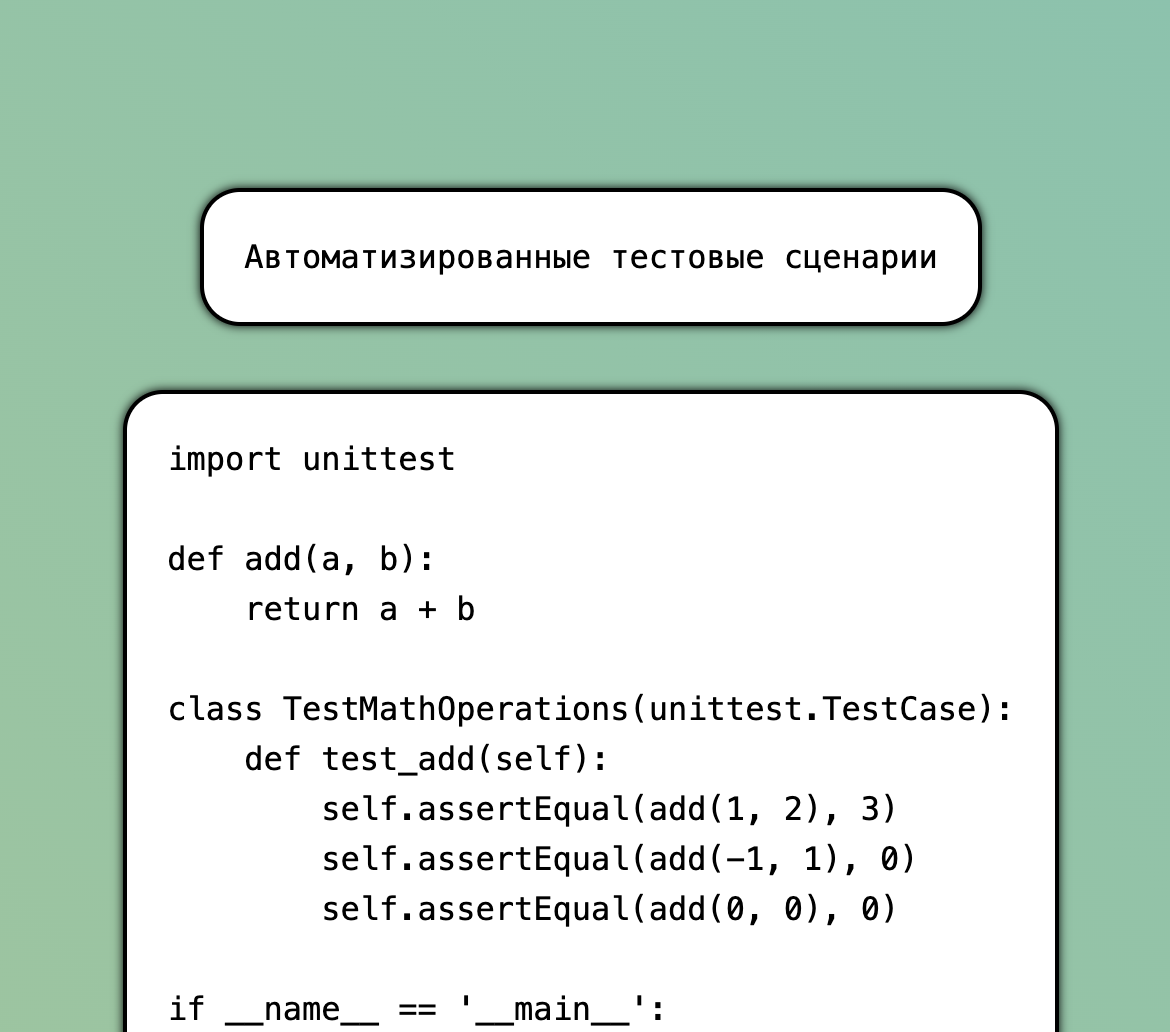 Автоматизированные тестовые сценарии
import unittest
def add(a, b):
    return a + b
class TestMathOperations(unittest.TestCase):
    def test_add(self):
        self.assertEqual(add(1, 2), 3)
        self.assertEqual(add(-1, 1), 0)
        self.assertEqual(add(0, 0), 0)
if __name__ == '__main__':